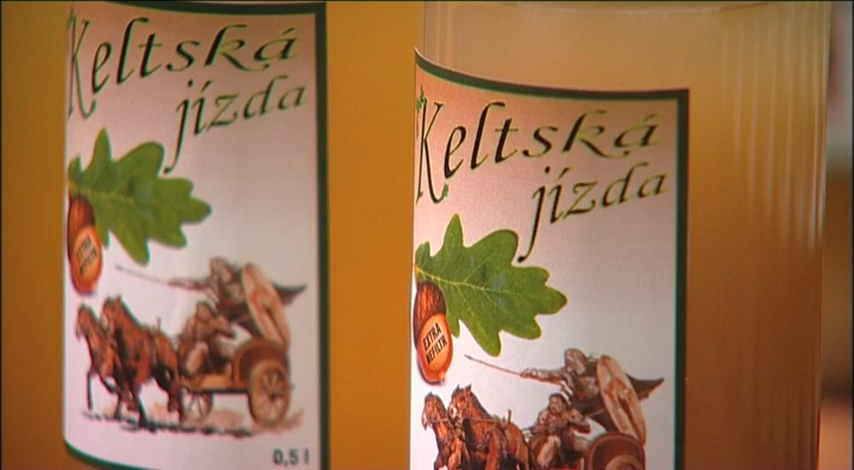 Keltská
jízda
EXTRA
NEFILTR
0,5 l
Keltská
jízda
EXTRA
NEFILTR